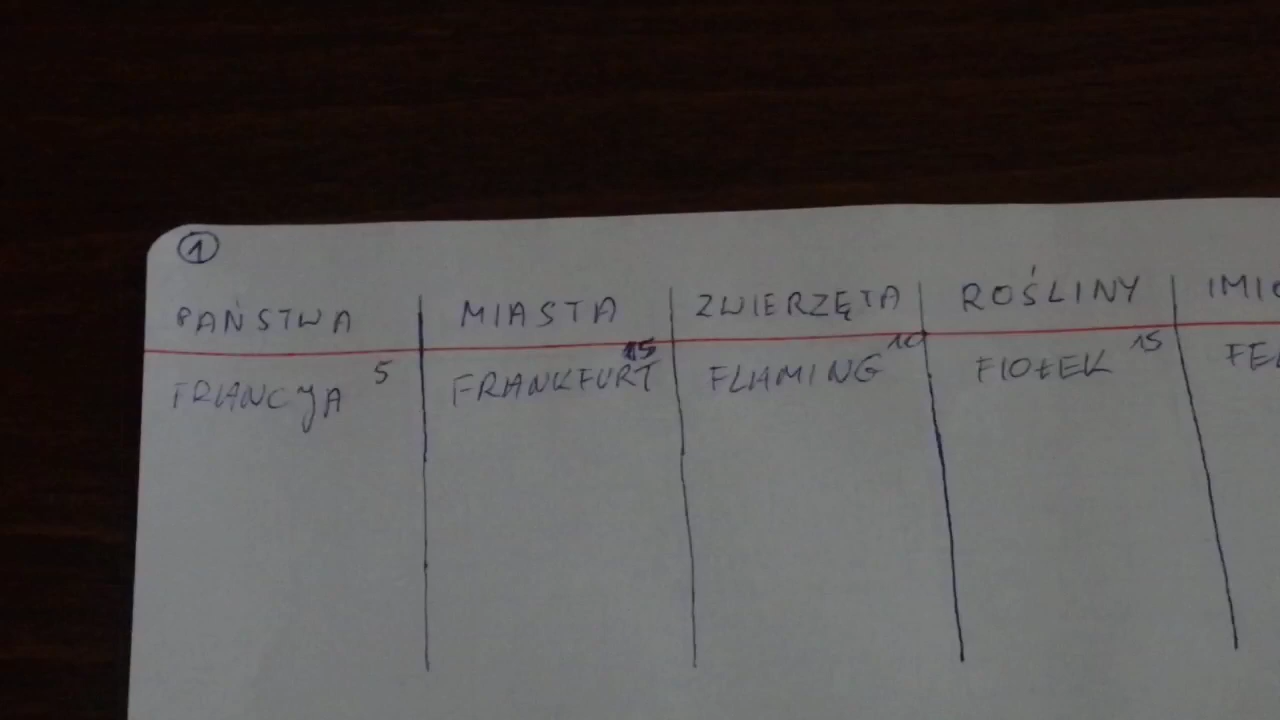 1
PAŃSTWA MIASTA ZWIERZĘTA ROŚLINY
FRANCJA 5 FRANKFURT 15 FLAMING 10 FIOŁEK 15